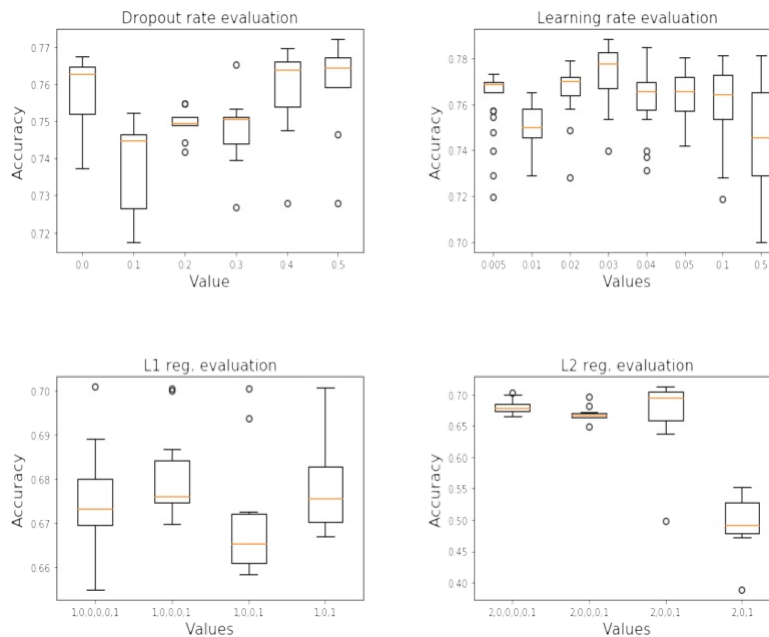 Dropout rate evaluation
0.77
0.76
0.75
0.74
0.73
0.72
Accuracy
0.0 0.1 0.2 0.3 0.4 0.5
Value
Learning rate evaluation
0.78
0.76
0.74
0.72
0.70
Accuracy
0.005 0.01 0.02 0.03 0.04 0.05 0.1 0.5
Values
L1 reg. evaluation
0.70
0.69
0.68
0.67
0.66
Accuracy
1,0,0,0,0.1 1,0,0,0.1 1,0,0.1 1,0.1
Values
L2 reg. evaluation
0.70
0.65
0.60
0.55
0.50
0.45
0.40
Accuracy
2,0,0,0,0.1 2,0,0,0.1 2,0,0.1 2,0.1
Values